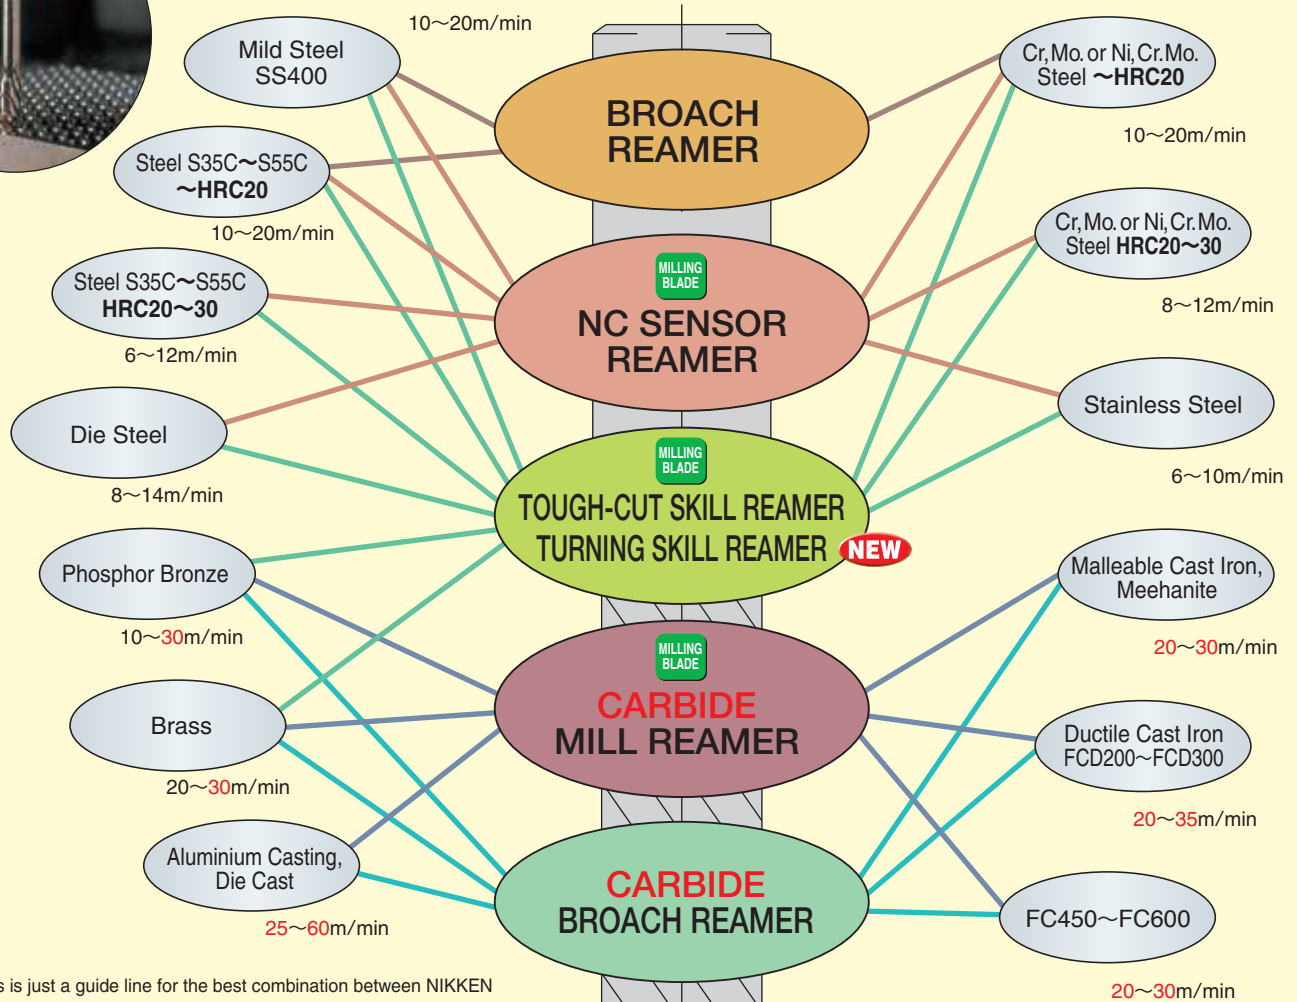 10~20m/min
Mild Steel
SS400
Steel S35C~S55C
~HRC20
10~20m/min
Steel S35C~S55C
HRC20~30
6~12m/min
Die Steel
8~14m/min
Phosphor Bronze
10~30m/min
Brass
20~30m/min
Aluminium Casting,
Die Cast
25~60m/min
BROACH
REAMER
MILLING
BLADE
NC SENSOR
REAMER
MILLING
BLADE
TOUGH-CUT SKILL REAMER
TURNING SKILL REAMER
NEW
MILLING
BLADE
CARBIDE
MILL REAMER
CARBIDE
BROACH REAMER
Cr,Mo. or Ni,Cr.Mo.
Steel ~HRC20
10~20m/min
Cr,Mo. or Ni,Cr.Mo.
Steel HRC20~30
8~12m/min
Stainless Steel
6~10m/min
Malleable Cast Iron,
Meehanite
20~30m/min
Ductile Cast Iron
FCD200~FCD300
20~35m/min
FC450~FC600
20~30m/min
is just a guide line for the best combination between NIKKEN